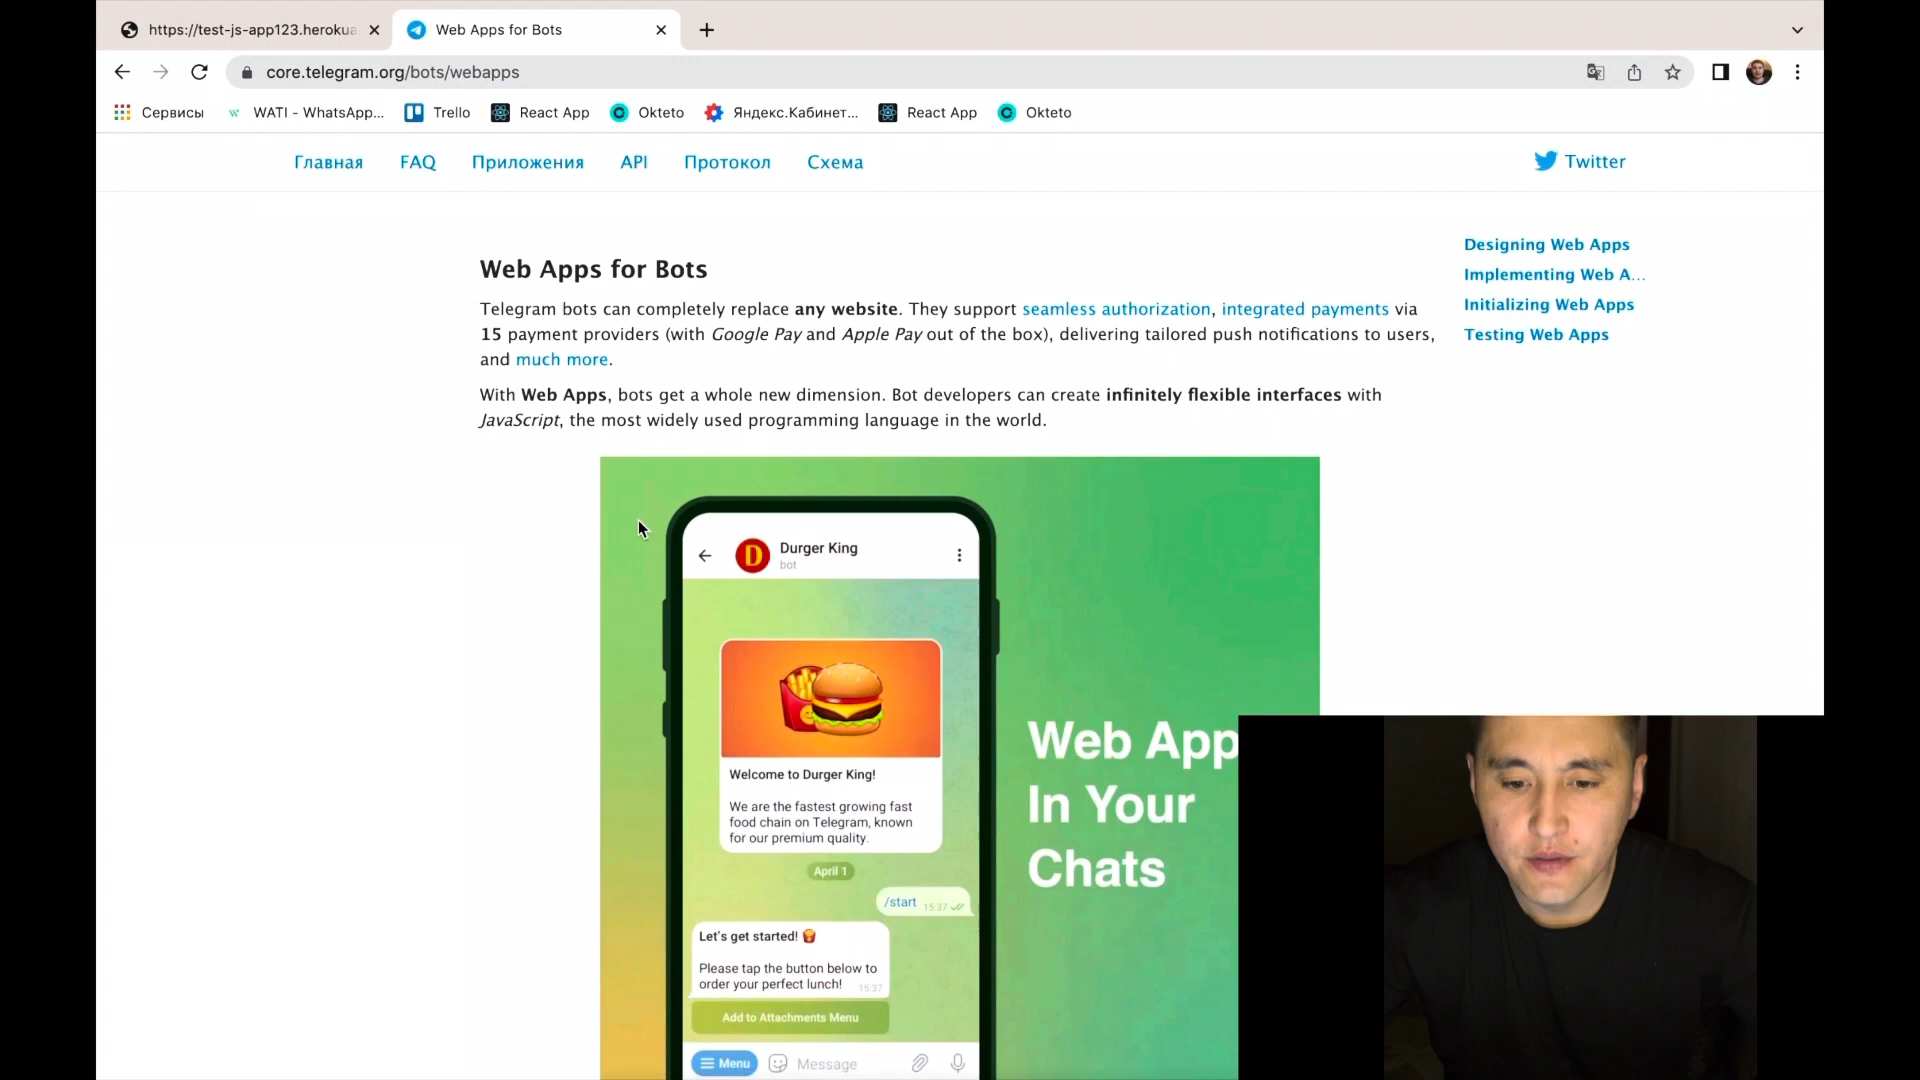 https://test-js-app123.heroku
Web Apps for Bots
core.telegram.org/bots/webapps
Сервисы
WATI - WhatsApp...
Trello
React App
Okteto
Яндекс.Кабинет...
React App
Okteto
Главная
FAQ
Приложения
API
Протокол
Схема
Twitter
Designing Web Apps
Implementing Web A...
Initializing Web Apps
Testing Web Apps
Web Apps for Bots
Telegram bots can completely replace any website. They support seamless authorization, integrated payments via
15 payment providers (with Google Pay and Apple Pay out of the box), delivering tailored push notifications to users,
and much more.
With Web Apps, bots get a whole new dimension. Bot developers can create infinitely flexible interfaces with
JavaScript, the most widely used programming language in the world.
D
Durger King
bot
Welcome to Durger King!
We are the fastest growing fast
food chain on Telegram, known
for our premium quality.
April 1
/start 15:37
Let's get started!
Please tap the button below to
order your perfect lunch! 15:37
Add to Attachments Menu
Menu
Message
Web App
In Your
Chats